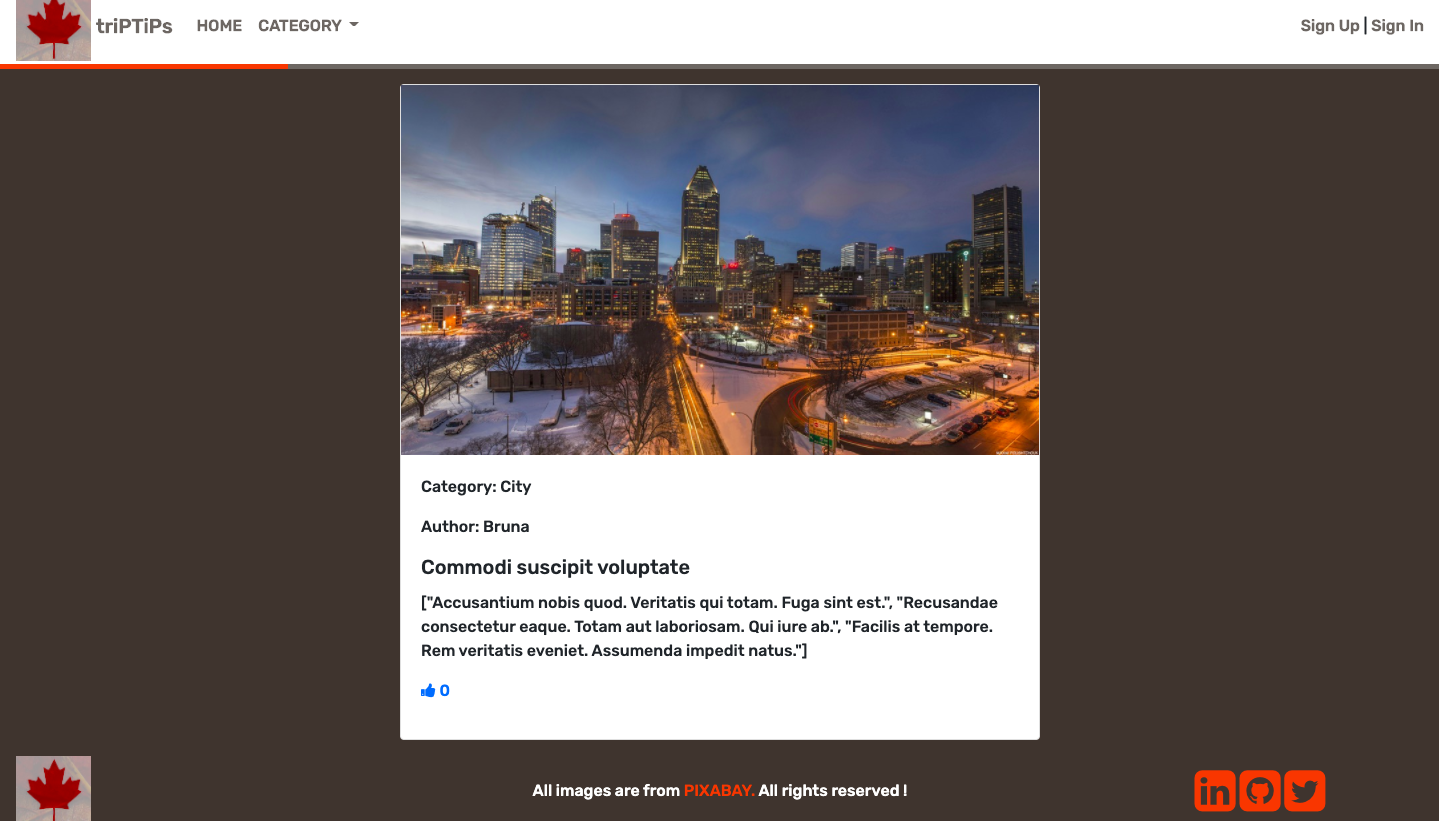 triPTiPs HOME CATEGORY Sign Up | Sign In
Category: City
Author: Bruna
Commodi suscipit voluptate
["Accusantium nobis quod. Veritatis qui totam. Fuga sint est.", "Recusandae
consectetur eaque. Totam aut laboriosam. Qui iure ab.", "Facilis at tempore.
Rem veritatis eveniet. Assumenda impedit natus."]
0
All images are from PIXABAY. All rights reserved !
in